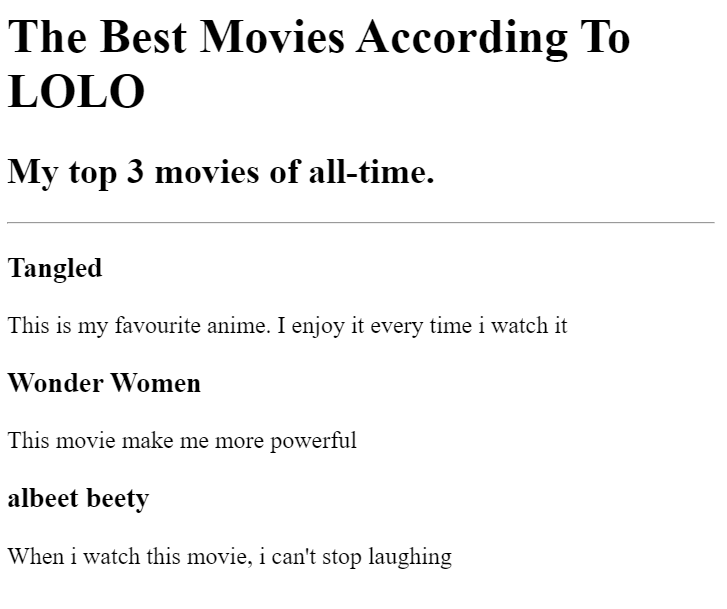 The Best Movies According To
LOLO
My top 3 movies of all-time.
Tangled
This is my favourite anime. I enjoy it every time i watch it
Wonder Women
This movie make me more powerful
albeet beety
When i watch this movie, i can't stop laughing